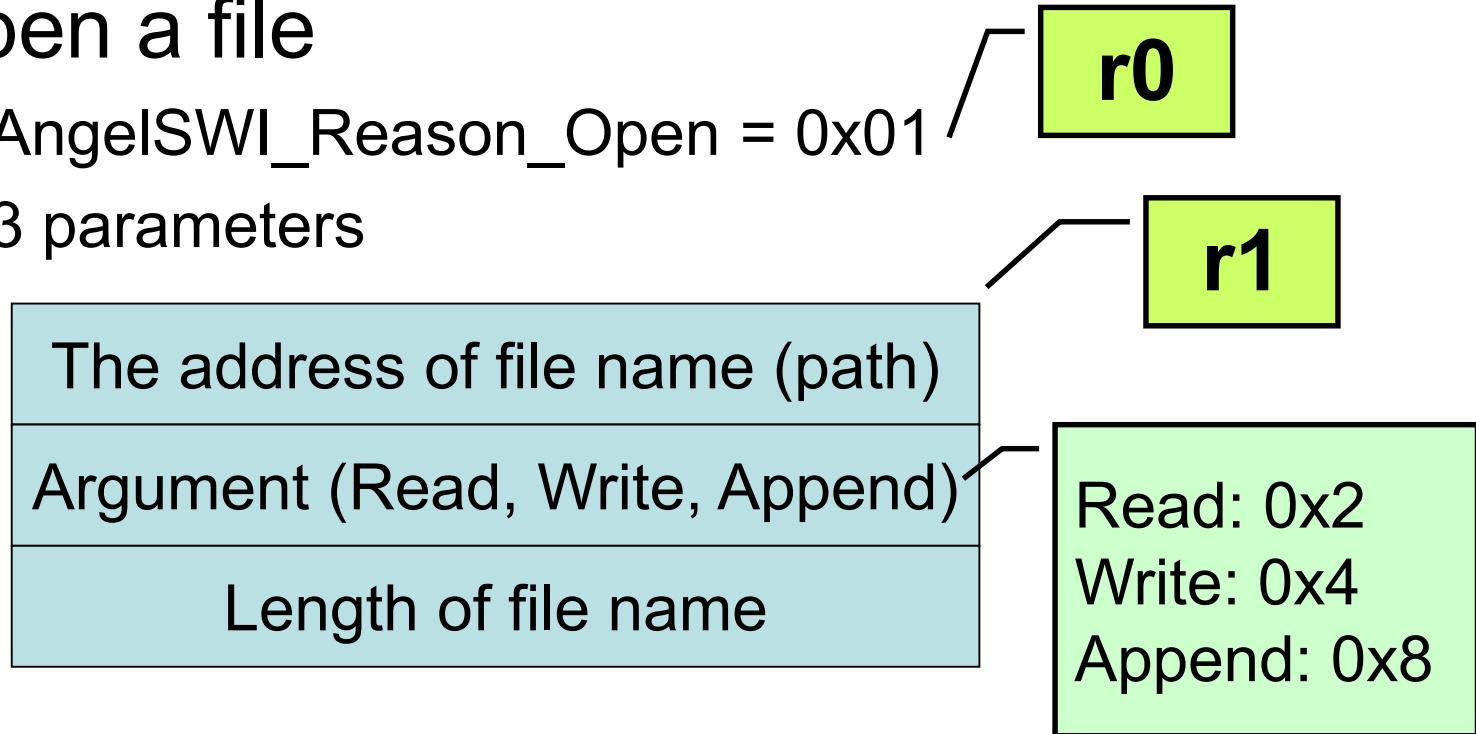 pen a file
AngelSWI_Reason_Open = 0x01
r0
3 parameters
r1
The address of file name (path)
Argument (Read, Write, Append)
Length of file name
Read: 0x2
Write: 0x4
Append: 0x8